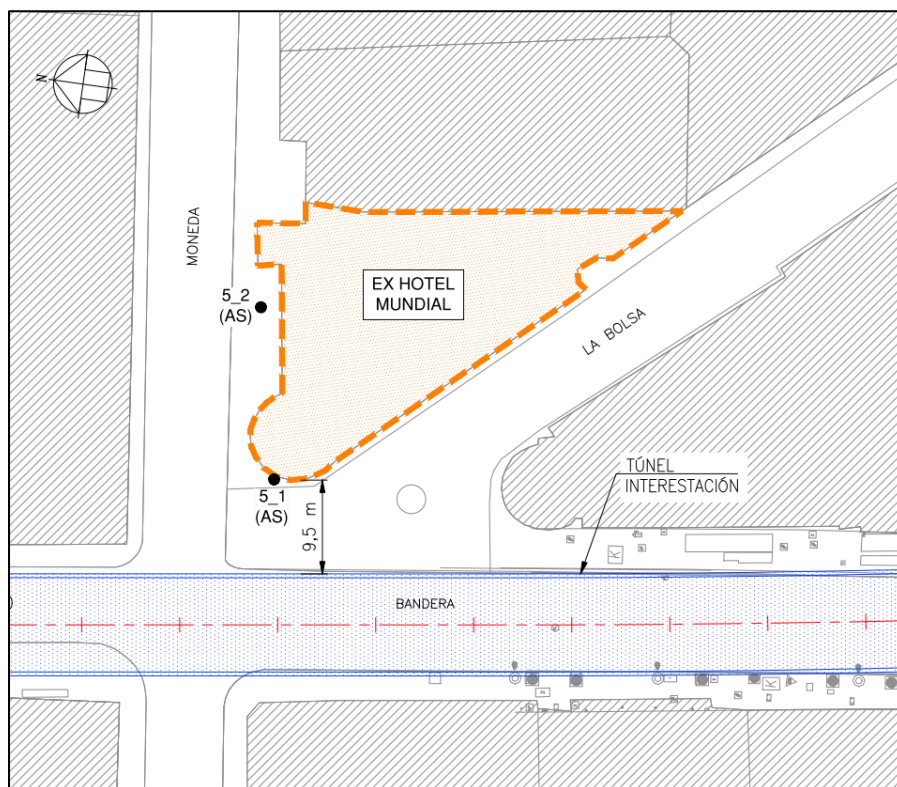 N
MONEDA
EX HOTEL
MUNDIAL
5_2
(AS)
LA BOLSA
5_1
(AS)
9,5 m
TÚNEL
INTERESTACIÓN
K
BANDERA
K